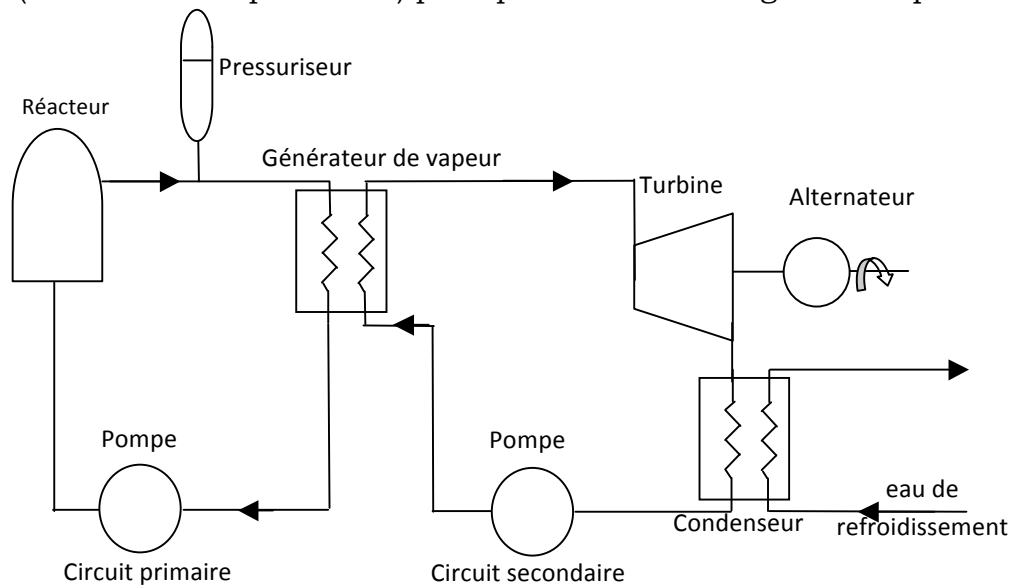 Pressuriseur
Réacteur
Générateur de vapeur
Turbine
Alternateur
Pompe
Pompe
eau de
refroidissement
Condenseur
Circuit primaire
Circuit secondaire